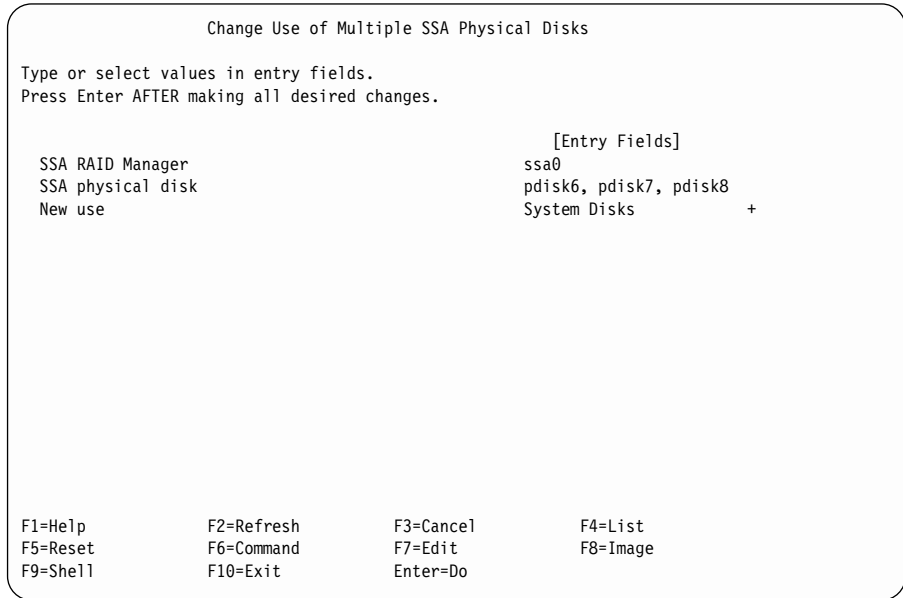 Change Use of Multiple SSA Physical Disks
Type or select values in entry fields.
Press Enter AFTER making all desired changes.
[Entry Fields]
SSA RAID Manager ssa0
SSA physical disk pdisk6, pdisk7, pdisk8
New use System Disks +
F1=Help F2=Refresh F3=Cancel F4=List
F5=Reset F6=Command F7=Edit F8=Image
F9=Shell F10=Exit Enter=Do